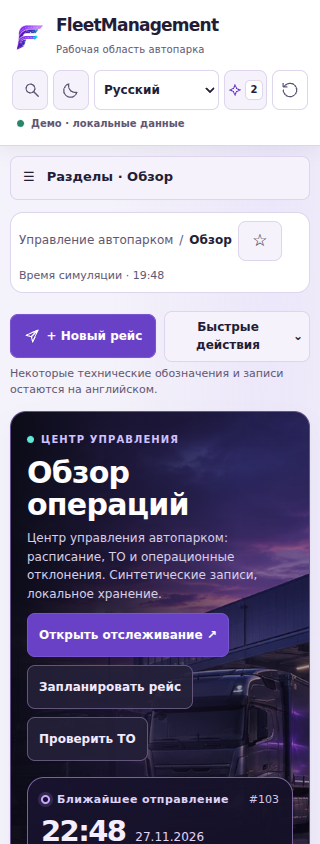 FleetManagement
Рабочая область автопарка
Русский
2
Демо · локальные данные
☰ Разделы · Обзор
Управление автопарком / Обзор ☆
Время симуляции · 19:48
+ Новый рейс
Быстрые
действия
Некоторые технические обозначения и записи
остаются на английском.
ЦЕНТР УПРАВЛЕНИЯ
Обзор
операций
Центр управления автопарком:
расписание, ТО и операционные
отклонения. Синтетические записи,
локальное хранение.
Открыть отслеживание ↗
Запланировать рейс
Проверить ТО
Ближайшее отправление #103
22:48 27.11.2026